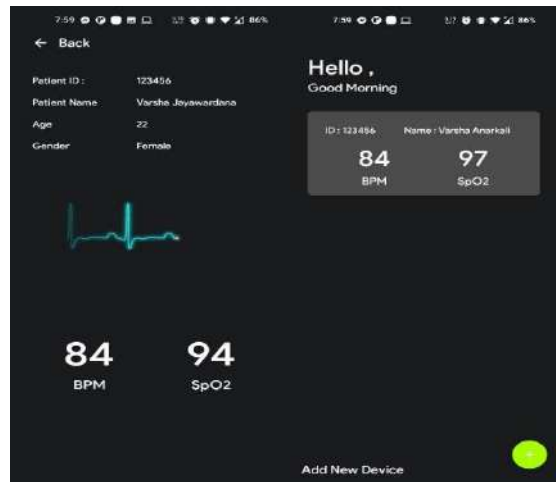 7:59 86%
← Back
Patient ID : 123456
Patient Name Varsha Jayawardana
Age 22
Gender Female
84 94
BPM SpO2
7:59 86%
Hello ,
Good Morning
ID : 123456 Name : Varsha Anarkali
84 97
BPM SpO2
+
Add New Device